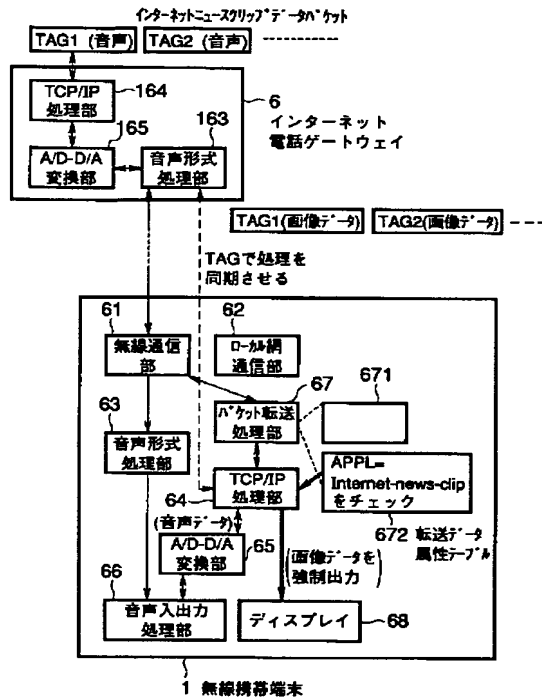 インターネットニュースクリップデータパケット
TAG1 (音声)
TAG2 (音声)
TCP/IP
処理部
164
165
163
A/D-D/A
変換部
音声形式
処理部
6
インターネット
電話ゲートウェイ
TAG1(画像データ)
TAG2(画像データ)
TAGで処理を
同期させる
61
62
無線通信
部
ローカル網
通信部
67
671
63
パケット転送
処理部
音声形式
処理部
APPL=
Internet-news-clip
をチェック
TCP/IP
処理部
64
672 転送データ
属性テーブル
(音声データ)
A/D-D/A
変換部
65
(画像データを
強制出力)
66
音声入出力
処理部
ディスプレイ
68
1 無線携帯端末